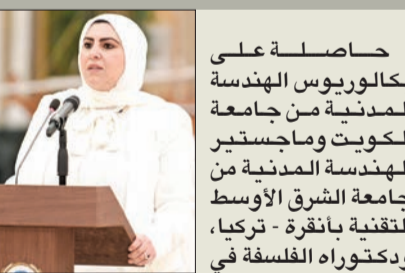 حاصلة على
بكالوريوس الهندسة
المدنية من جامعة
الكويت وماجستير
الهندسة المدنية من
جامعة الشرق الأوسط
التقنية بأنقرة - تركيا،
ودكتوراه الفلسفة في